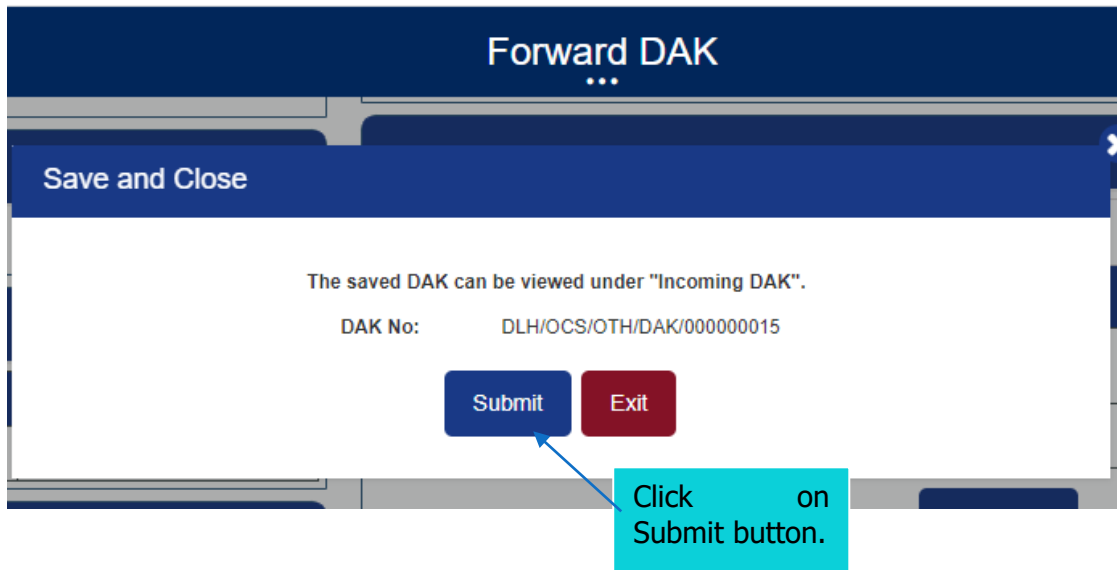 Forward DAK
Save and Close
The saved DAK can be viewed under "Incoming DAK".
DAK No: DLH/OCS/OTH/DAK/000000015
Submit Exit
Click on
Submit button.